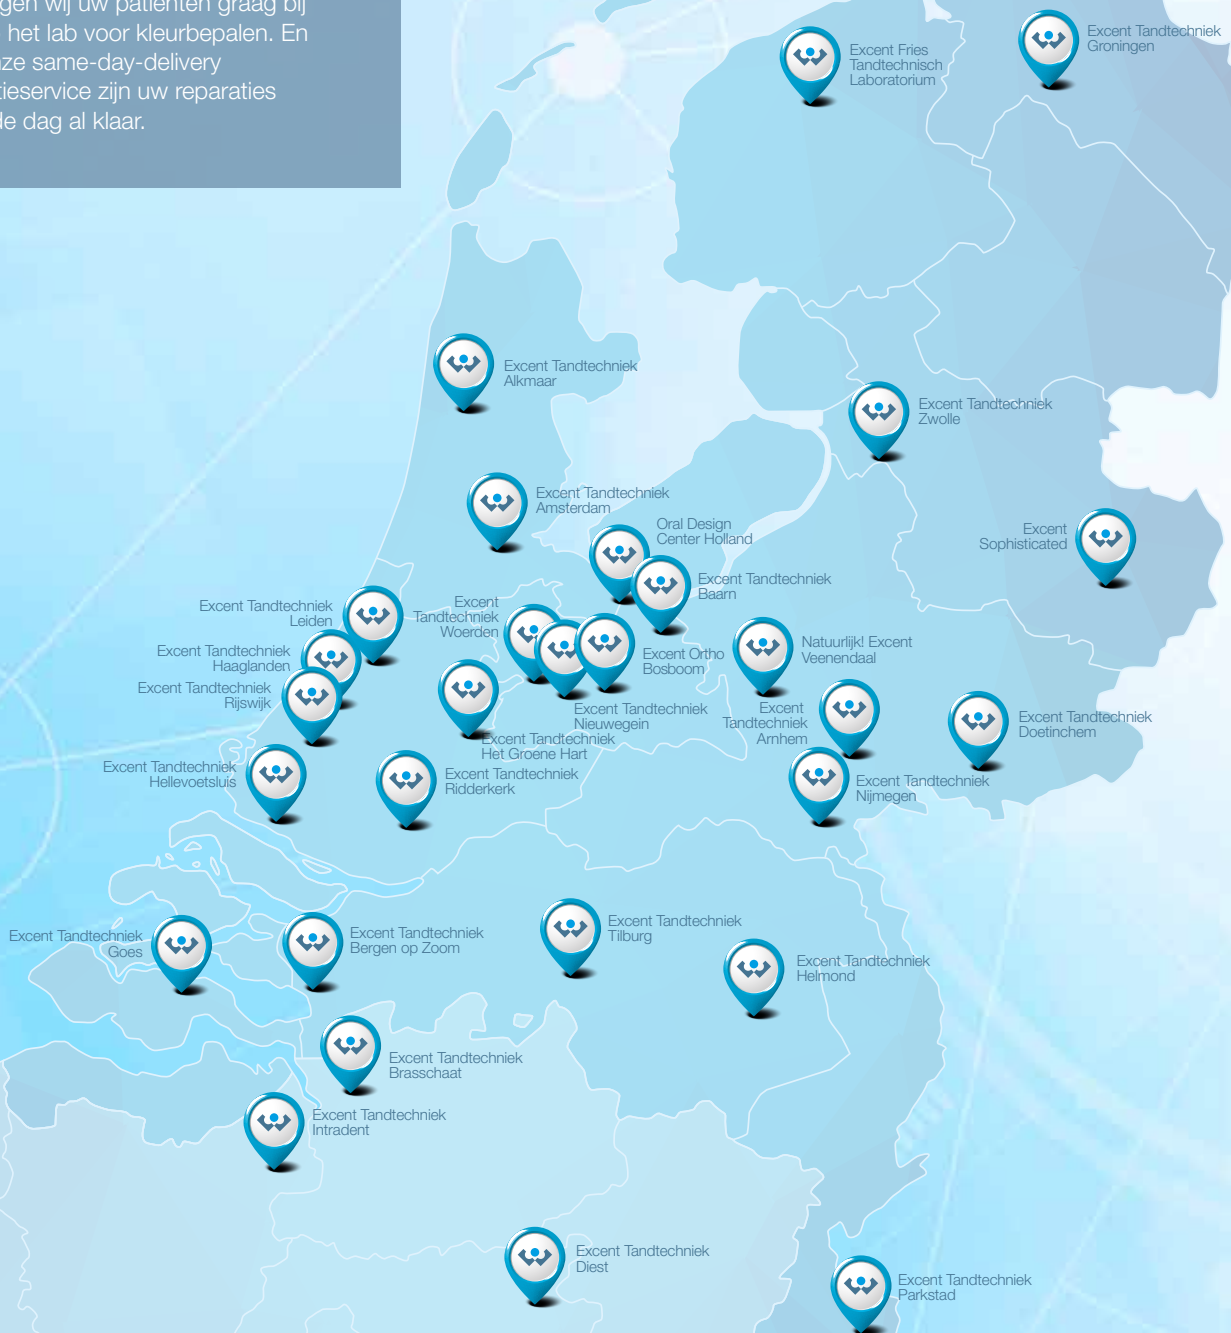 wij uw patiënten graag bij
het lab voor kleurbepalen. En
same-day-delivery
zijn uw reparaties
dag al klaar.
Excent Fries
Tandtechnisch
Laboratorium
Excent Tandtechniek
Groningen
Excent Tandtechniek
Alkmaar
Excent Tandtechniek
Zwolle
Excent Tandtechniek
Amsterdam
Oral Design
Center Holland
Excent
Sophisticated
Excent Tandtechniek
Baarn
Excent Tandtechniek
Leiden
Excent
Tandtechniek
Woerden
Excent Tandtechniek
Haaglanden
Excent Ortho
Bosboom
Natuurlijk! Excent
Veenendaal
Excent Tandtechniek
Rijswijk
Excent Tandtechniek
Nieuwegein
Excent
Tandtechniek
Arnhem
Excent Tandtechniek
Doetinchem
Excent Tandtechniek
Het Groene Hart
Excent Tandtechniek
Hellevoetsluis
Excent Tandtechniek
Ridderkerk
Excent Tandtechniek
Nijmegen
Excent Tandtechniek
Goes
Excent Tandtechniek
Bergen op Zoom
Excent Tandtechniek
Tilburg
Excent Tandtechniek
Helmond
Excent Tandtechniek
Brasschaat
Excent Tandtechniek
Intradent
Excent Tandtechniek
Diest
Excent Tandtechniek
Parkstad